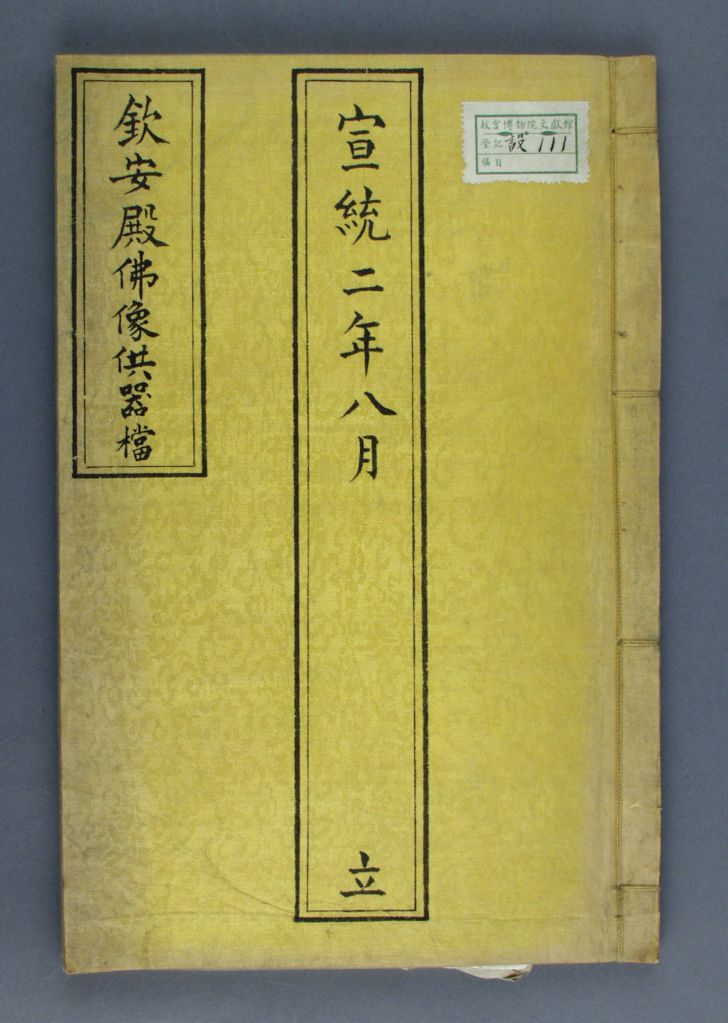 故宮博物院文獻館
登記 設 111
編目
宣統二年八月 立
欽安殿佛像供器檔